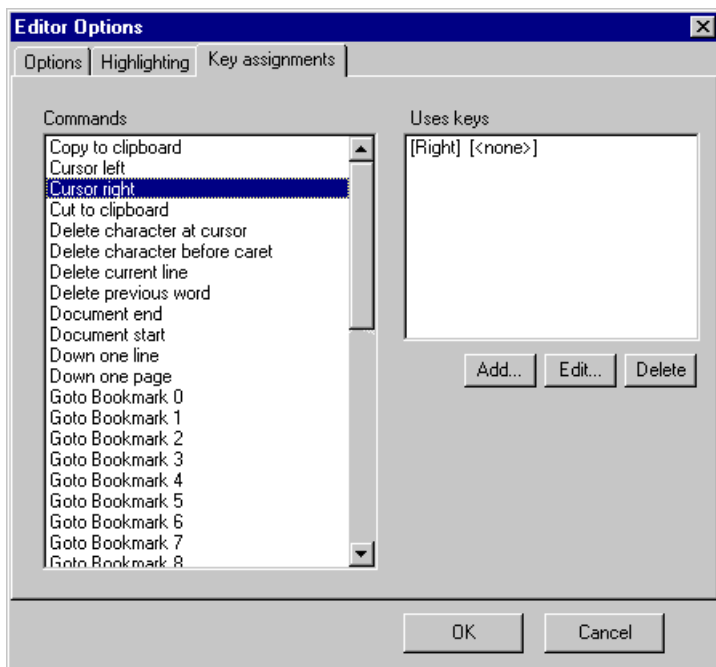 Editor Options
Options Highlighting Key assignments
Commands
Copy to clipboard
Cursor left
Cursor right
Cut to clipboard
Delete character at cursor
Delete character before caret
Delete current line
Delete previous word
Document end
Document start
Down one line
Down one page
Goto Bookmark 0
Goto Bookmark 1
Goto Bookmark 2
Goto Bookmark 3
Goto Bookmark 4
Goto Bookmark 5
Goto Bookmark 6
Goto Bookmark 7
Goto Bookmark 8
Uses keys
[Right] [<none>]
Add... Edit... Delete
OK Cancel